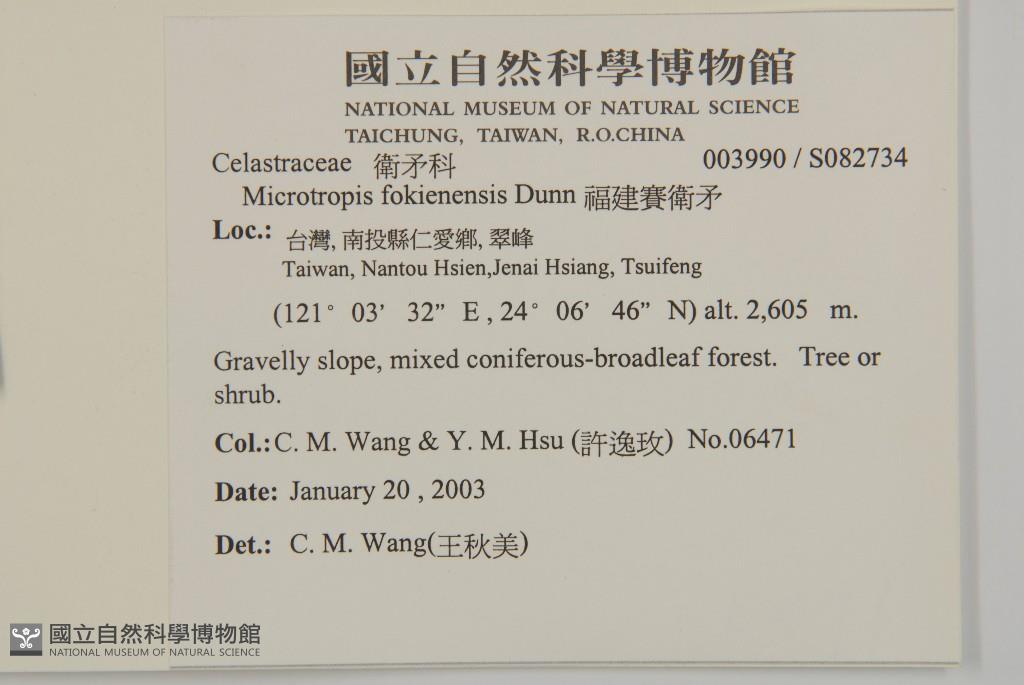 國立自然科學博物館
NATIONAL MUSEUM OF NATURAL SCIENCE
TAICHUNG, TAIWAN, R.O.CHINA
Celastraceae 衛矛科 003990 / S082734
Microtropis fokienensis Dunn 福建賽衛矛
Loc.: 台灣, 南投縣仁愛鄉, 翠峰
Taiwan, Nantou Hsien,Jenai Hsiang, Tsuifeng
(121° 03’ 32” E , 24° 06’ 46” N) alt. 2,605 m.
Gravelly slope, mixed coniferous-broadleaf forest. Tree or
shrub.
Col.: C. M. Wang & Y. M. Hsu (許逸玫) No.06471
Date: January 20 , 2003
Det.: C. M. Wang(王秋美)
國立自然科學博物館
NATIONAL MUSEUM OF NATURAL SCIENCE